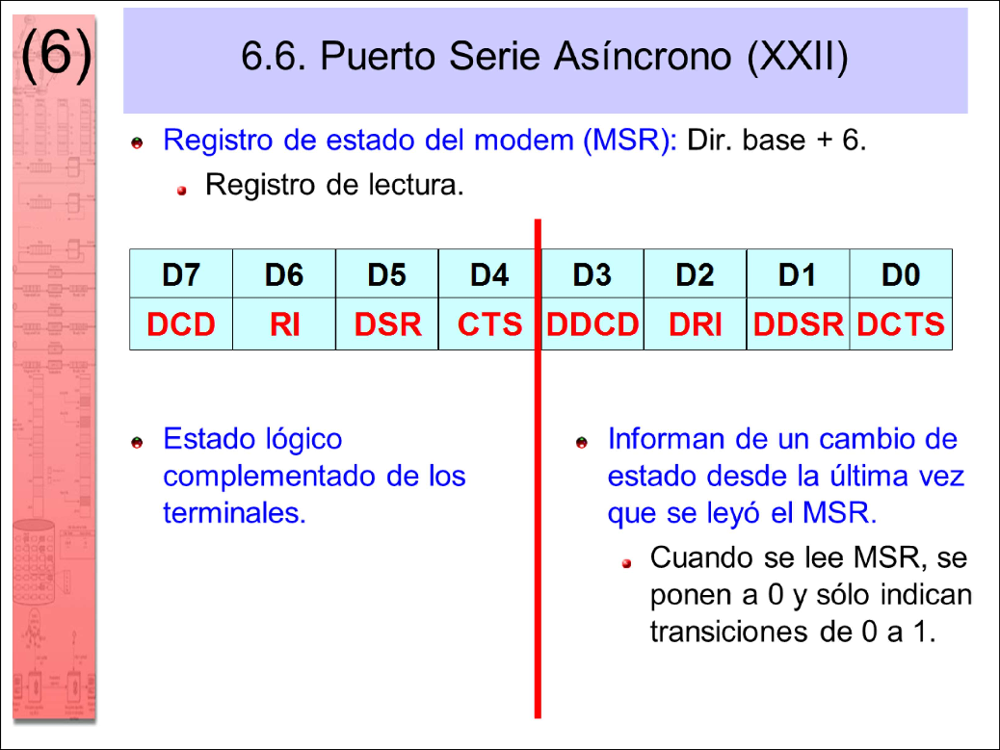 (6)
6.6. Puerto Serie Asíncrono (XXII)
Registro de estado del modem (MSR): Dir. base + 6.
Registro de lectura.
D7 D6 D5 D4 D3 D2 D1 D0
DCD RI DSR CTS DDCD DRI DDSR DCTS
Estado lógico
complementado de los
terminales.
Informan de un cambio de
estado desde la última vez
que se leyó el MSR.
Cuando se lee MSR, se
ponen a 0 y sólo indican
transiciones de 0 a 1.